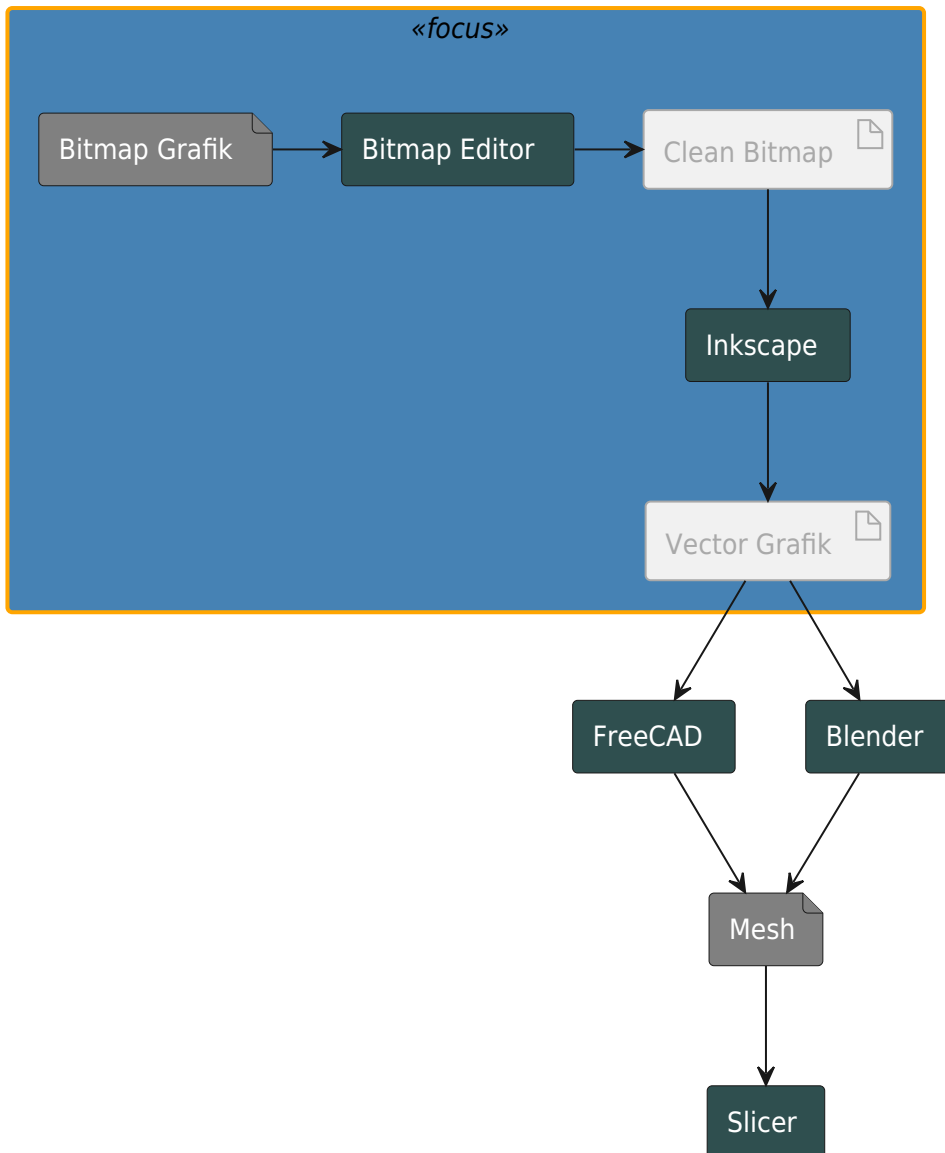 «focus»
Bitmap Grafik
Bitmap Editor
Clean Bitmap
Inkscape
Vector Grafik
FreeCAD
Blender
Mesh
Slicer